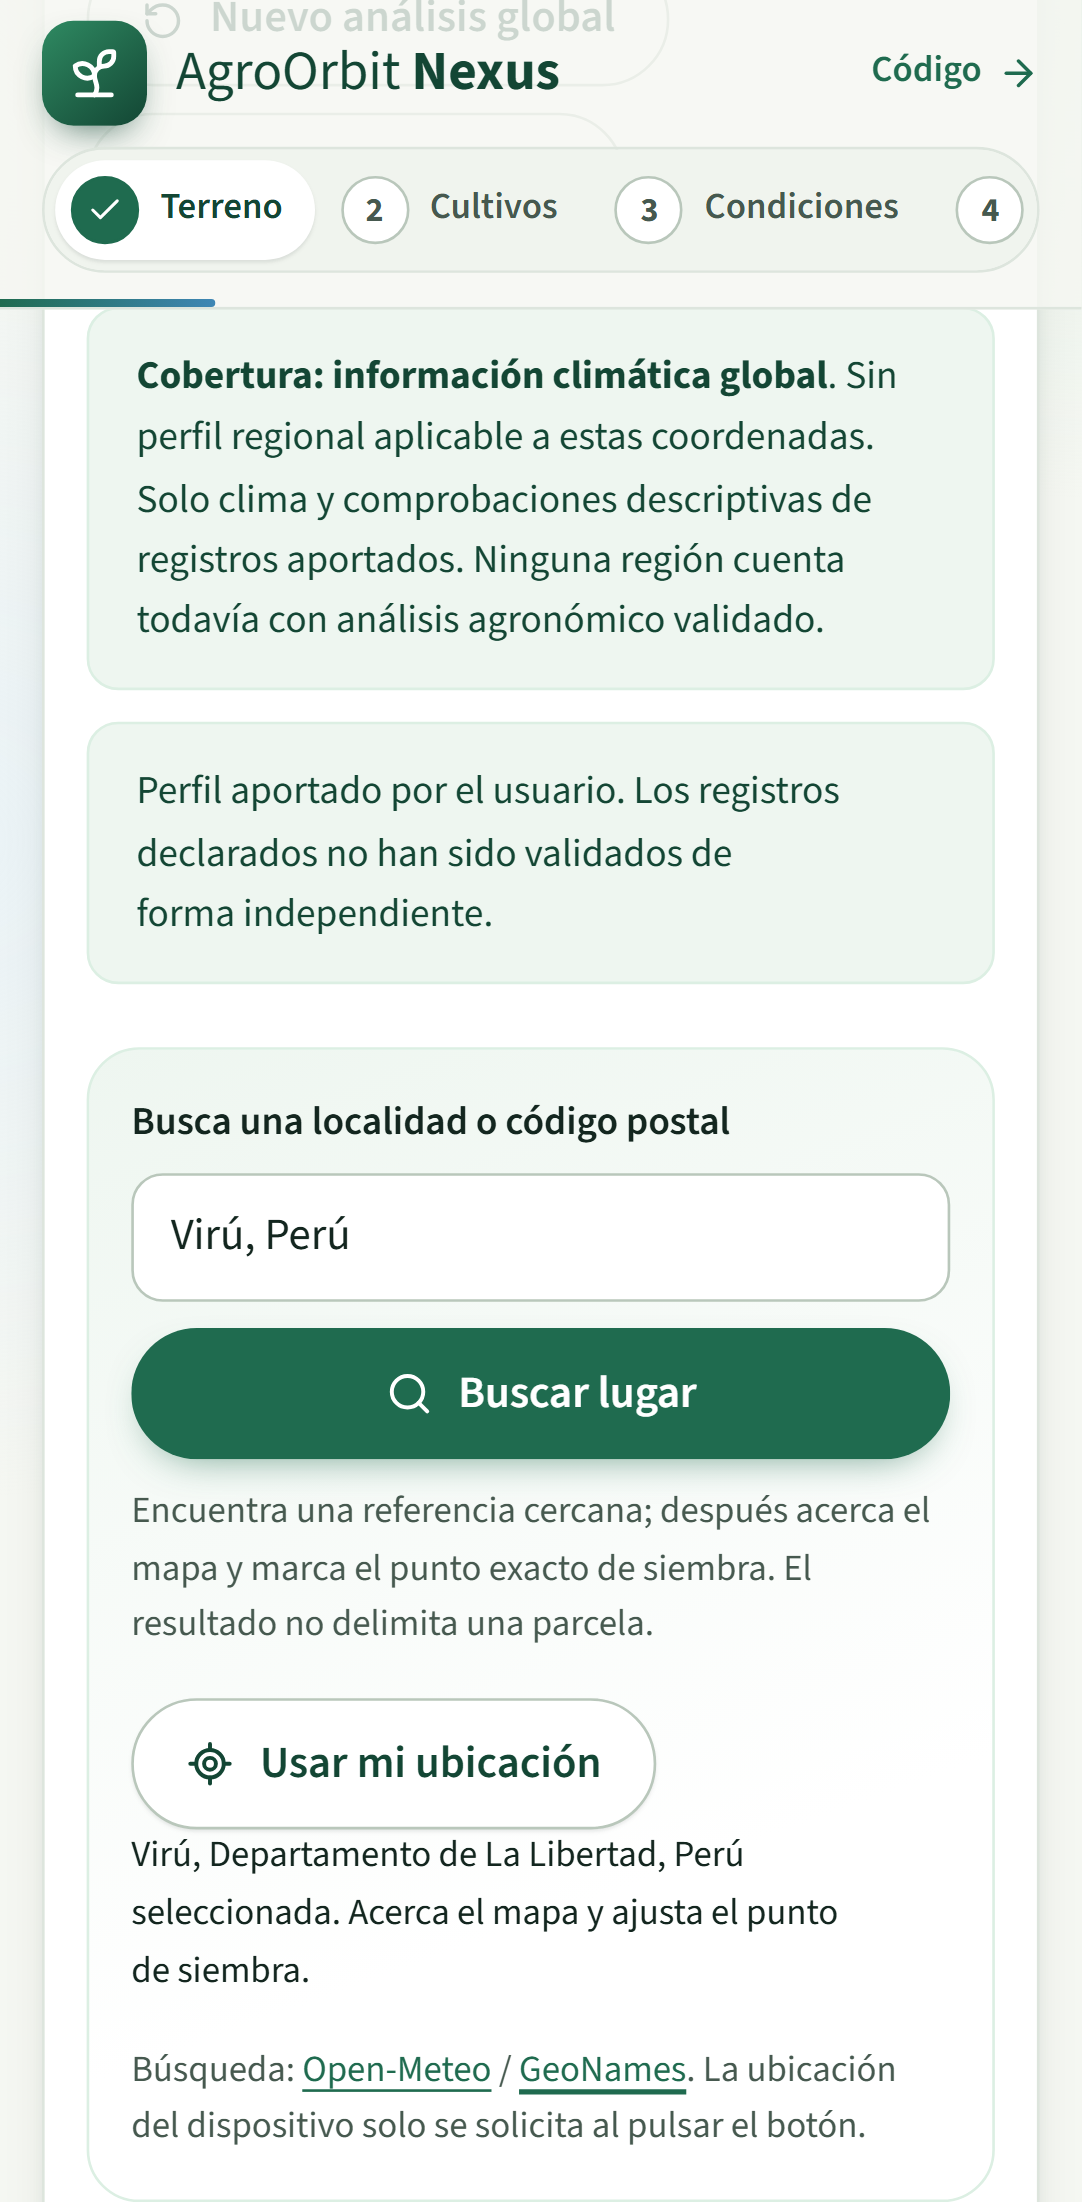 Nuevo análisis global
AgroOrbit Nexus
Código
Terreno
2 Cultivos
3 Condiciones
4
Cobertura: información climática global. Sin
perfil regional aplicable a estas coordenadas.
Solo clima y comprobaciones descriptivas de
registros aportados. Ninguna región cuenta
todavía con análisis agronómico validado.
Perfil aportado por el usuario. Los registros
declarados no han sido validados de
forma independiente.
Busca una localidad o código postal
Virú, Perú
Buscar lugar
Encuentra una referencia cercana; después acerca el
mapa y marca el punto exacto de siembra. El
resultado no delimita una parcela.
Usar mi ubicación
Virú, Departamento de La Libertad, Perú
seleccionada. Acerca el mapa y ajusta el punto
de siembra.
Búsqueda: Open-Meteo / GeoNames. La ubicación
del dispositivo solo se solicita al pulsar el botón.